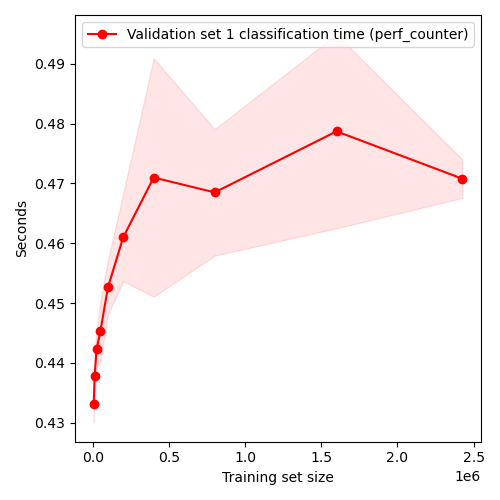 Validation set 1 classification time (perf_counter)
0.49
0.48
0.47
0.46
0.45
0.44
0.43
Seconds
0.0 0.5 1.0 1.5 2.0 2.5
1e6
Training set size